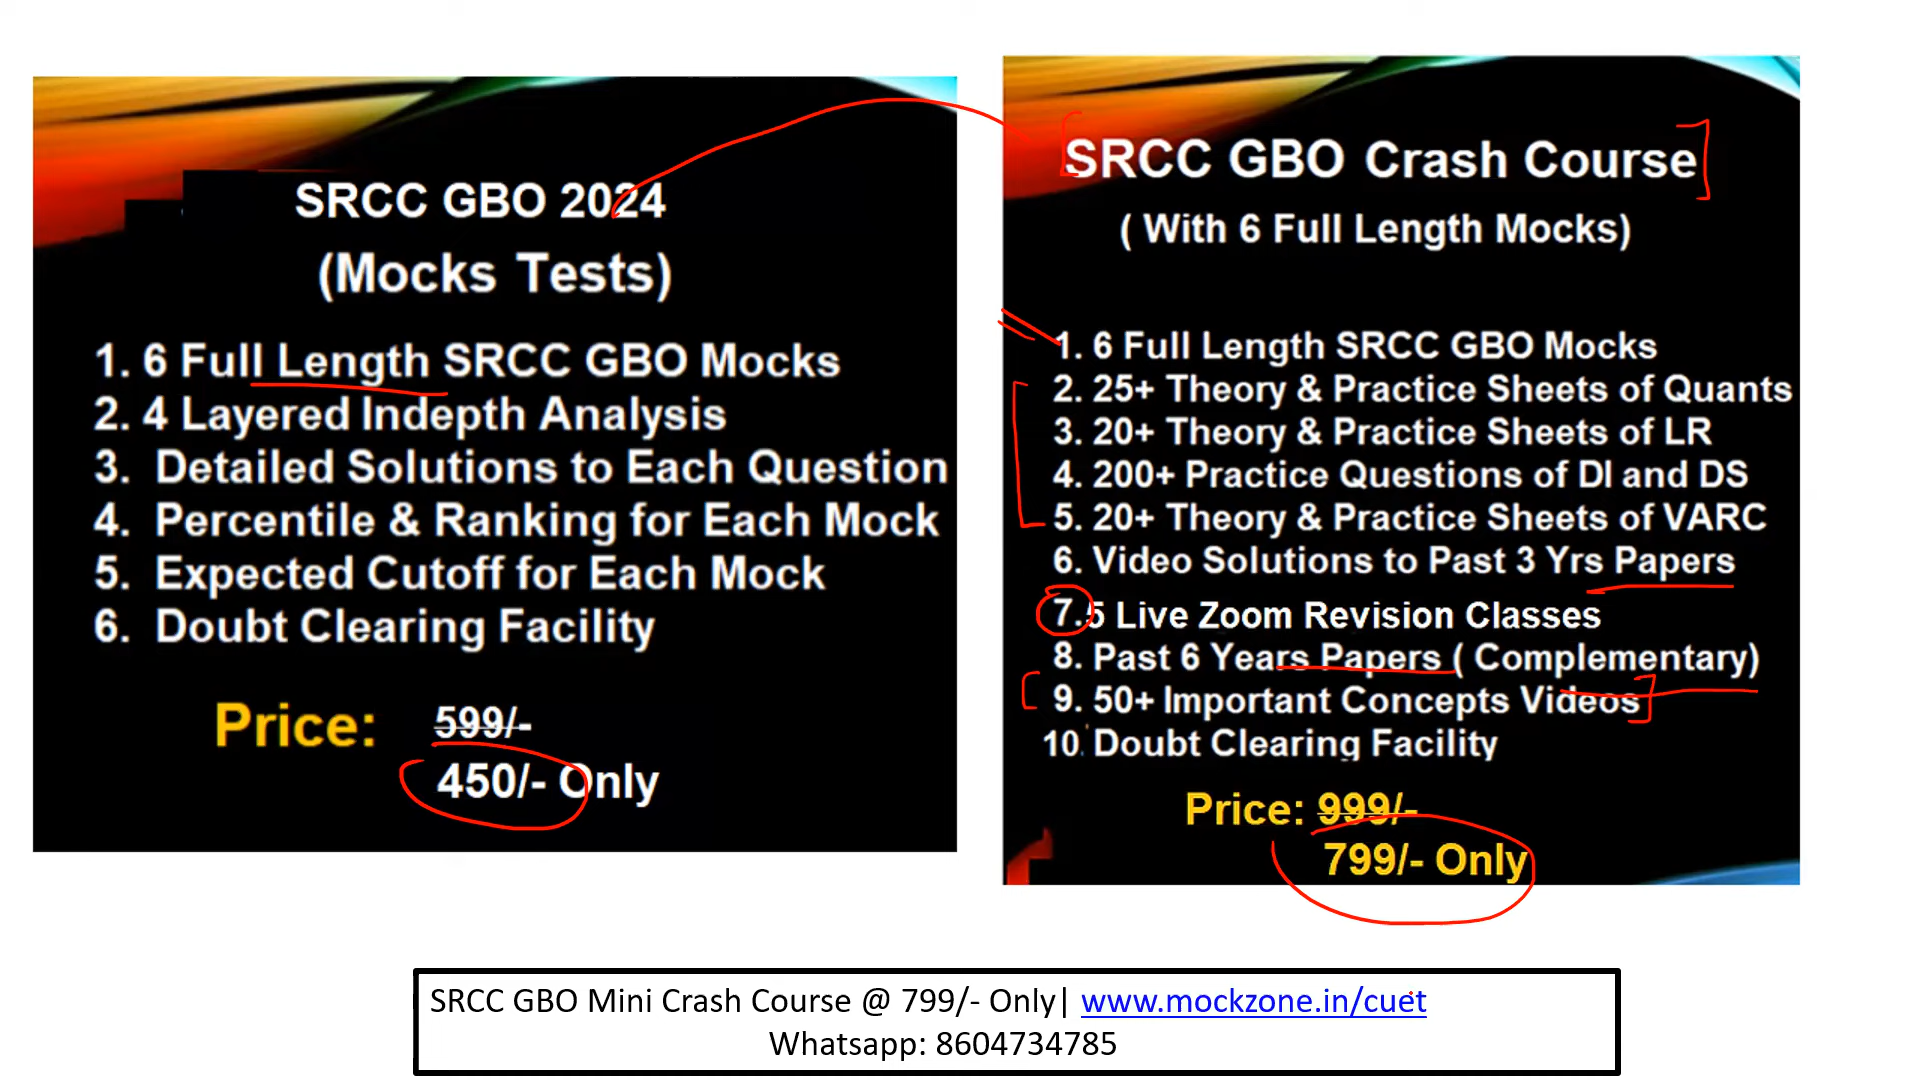 SRCC GBO 2024
(Mocks Tests)
1. 6 Full Length SRCC GBO Mocks
2. 4 Layered Indepth Analysis
3. Detailed Solutions to Each Question
4. Percentile & Ranking for Each Mock
5. Expected Cutoff for Each Mock
6. Doubt Clearing Facility
Price: 599/-
450/- Only
SRCC GBO Crash Course
( With 6 Full Length Mocks)
1. 6 Full Length SRCC GBO Mocks
2. 25+ Theory & Practice Sheets of Quants
3. 20+ Theory & Practice Sheets of LR
4. 200+ Practice Questions of DI and DS
5. 20+ Theory & Practice Sheets of VARC
6. Video Solutions to Past 3 Yrs Papers
7. 5 Live Zoom Revision Classes
8. Past 6 Years Papers ( Complementary)
9. 50+ Important Concepts Videos
10. Doubt Clearing Facility
Price: 999/-
799/- Only
SRCC GBO Mini Crash Course @ 799/- Only| www.mockzone.in/cuet
Whatsapp: 8604734785